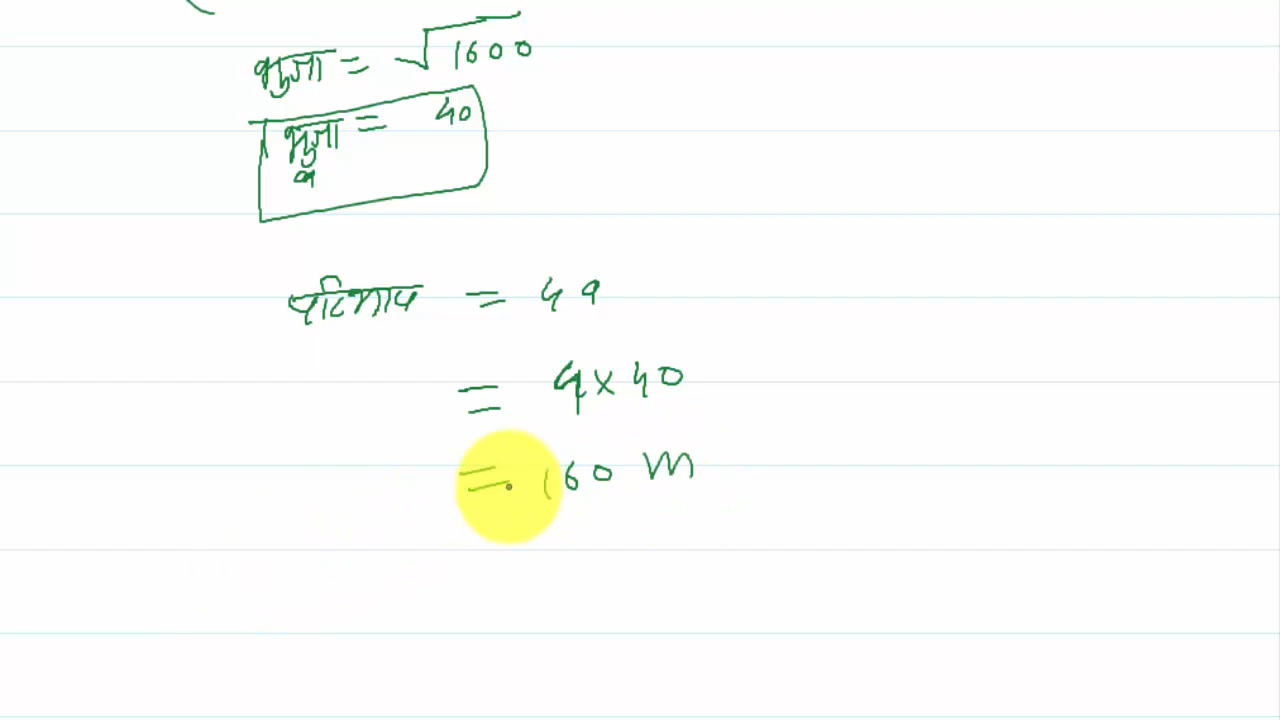 भुजा = √1600
भुजा = 40
a
परिमाप = 4a
= 4 × 40
= 160 m